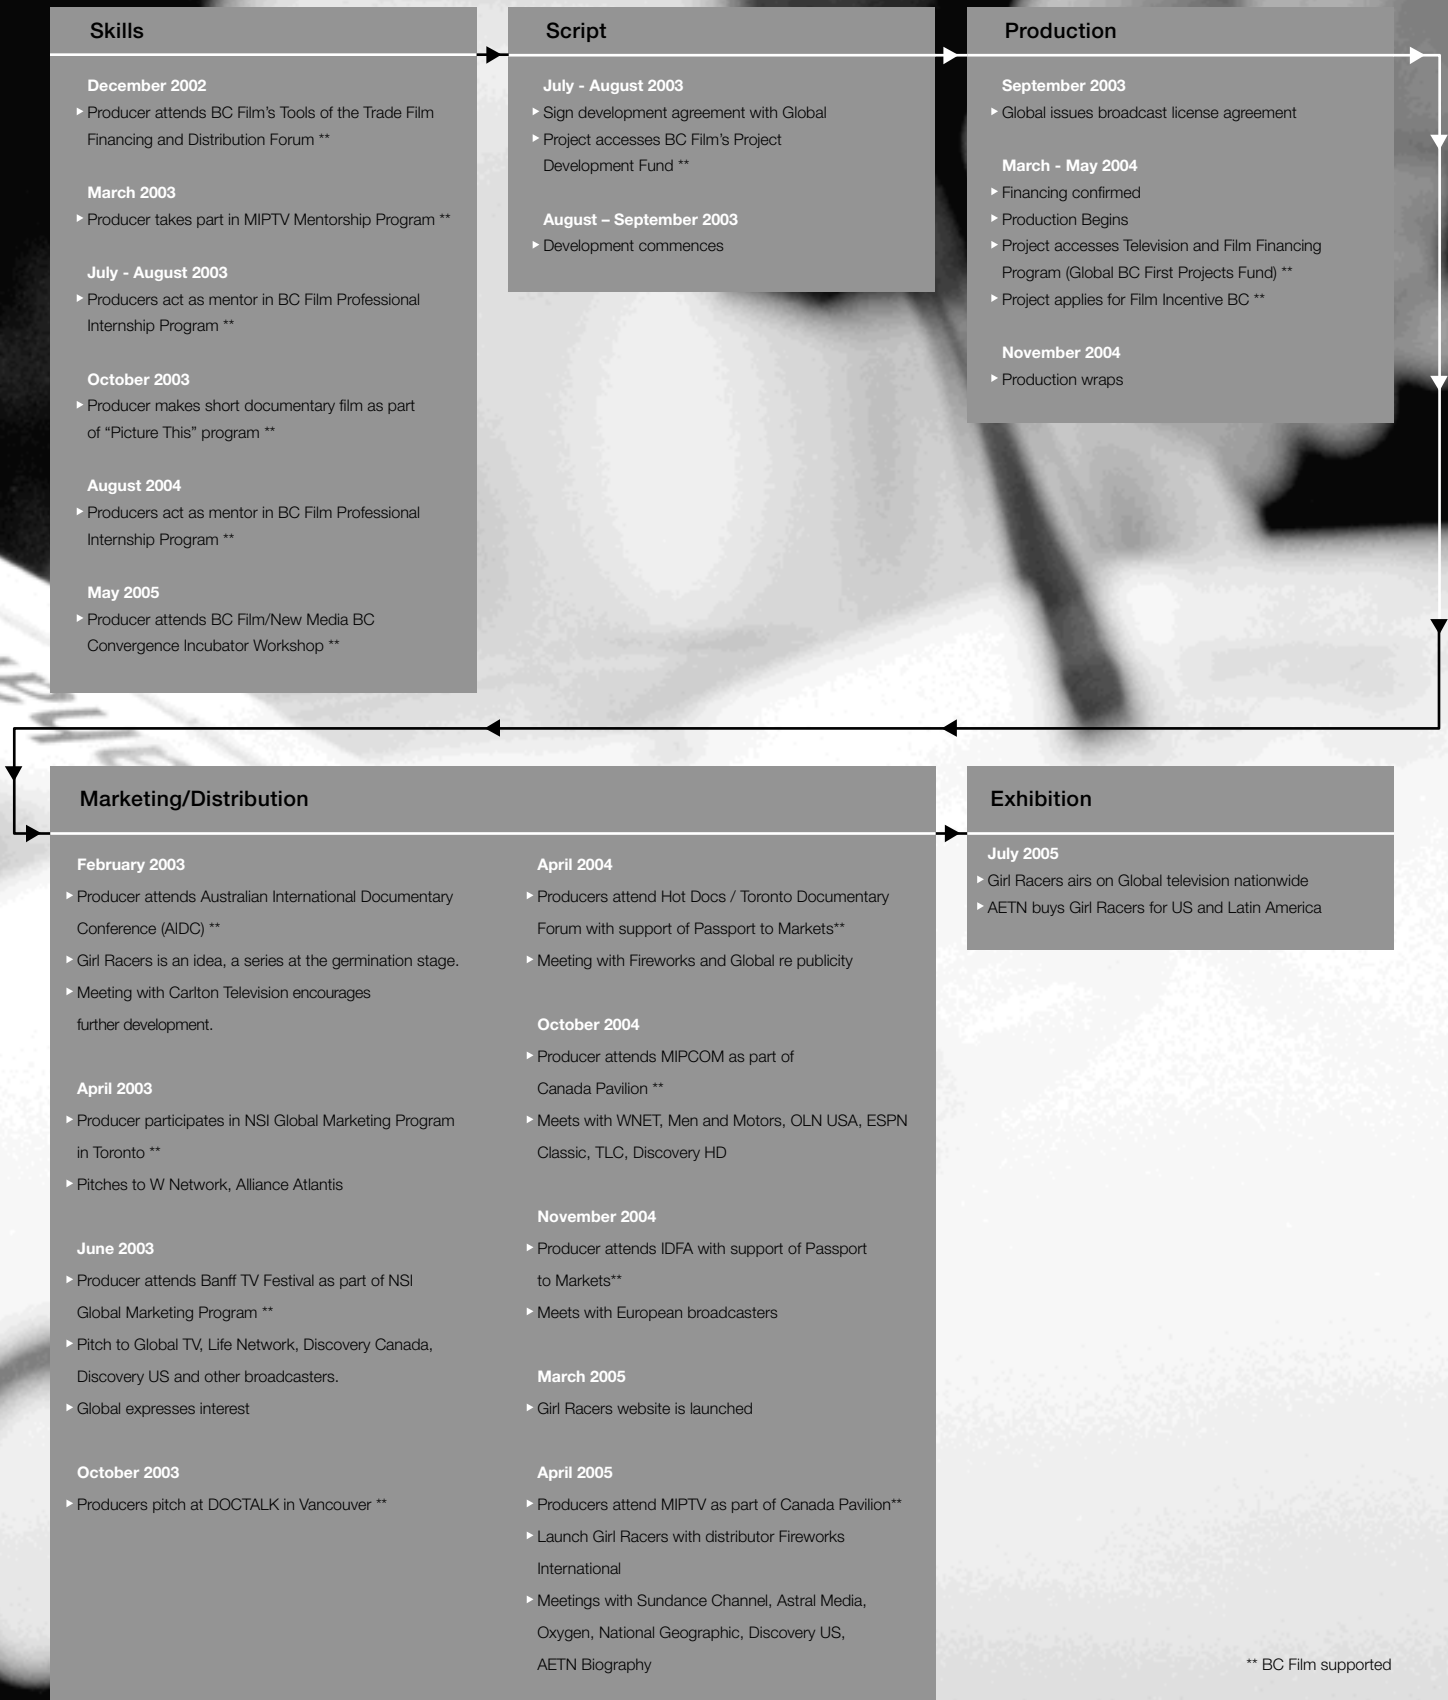 Skills
December 2002
Producer attends BC Film's Tools of the Trade Film
Financing and Distribution Forum **
March 2003
Producer takes part in MIPTV Mentorship Program **
July - August 2003
Producers act as mentor in BC Film Professional
Internship Program **
October 2003
Producer makes short documentary film as part
of “Picture This” program **
August 2004
Producers act as mentor in BC Film Professional
Internship Program **
May 2005
Producer attends BC Film/New Media BC
Convergence Incubator Workshop **
Script
July - August 2003
Sign development agreement with Global
Project accesses BC Film's Project
Development Fund **
August – September 2003
Development commences
Production
September 2003
Global issues broadcast license agreement
March - May 2004
Financing confirmed
Production Begins
Project accesses Television and Film Financing
Program (Global BC First Projects Fund) **
Project applies for Film Incentive BC **
November 2004
Production wraps
Marketing/Distribution
February 2003
Producer attends Australian International Documentary
Conference (AIDC) **
Girl Racers is an idea, a series at the germination stage.
Meeting with Carlton Television encourages
further development.
April 2003
Producer participates in NSI Global Marketing Program
in Toronto **
Pitches to W Network, Alliance Atlantis
June 2003
Producer attends Banff TV Festival as part of NSI
Global Marketing Program **
Pitch to Global TV, Life Network, Discovery Canada,
Discovery US and other broadcasters.
Global expresses interest
October 2003
Producers pitch at DOCTALK in Vancouver **
April 2004
Producers attend Hot Docs / Toronto Documentary
Forum with support of Passport to Markets**
Meeting with Fireworks and Global re publicity
October 2004
Producer attends MIPCOM as part of
Canada Pavilion **
Meets with WNET, Men and Motors, OLN USA, ESPN
Classic, TLC, Discovery HD
November 2004
Producer attends IDFA with support of Passport
to Markets**
Meets with European broadcasters
March 2005
Girl Racers website is launched
April 2005
Producers attend MIPTV as part of Canada Pavilion**
Launch Girl Racers with distributor Fireworks
International
Meetings with Sundance Channel, Astral Media,
Oxygen, National Geographic, Discovery US,
AETN Biography
Exhibition
July 2005
Girl Racers airs on Global television nationwide
AETN buys Girl Racers for US and Latin America
** BC Film supported